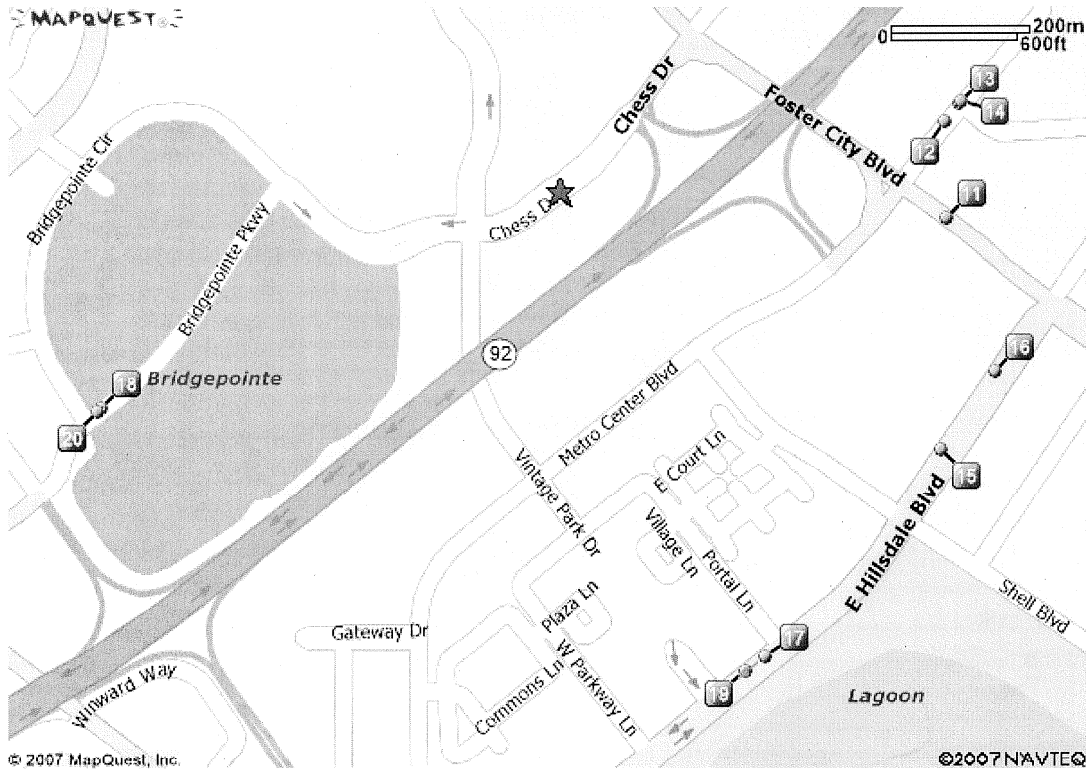 MAPQUEST
0 200m
600ft
13
14
12
11
Chess Dr
Foster City Blvd
Bridgepointe Cir
Bridgepointe Pkwy
Chess Dr
16
92
18
Bridgepointe
20
Metro Center Blvd
E Court Ln
15
Vintage Park Dr
Village Ln
Portal Ln
E Hillsdale Blvd
Shell Blvd
Plaza Ln
Gateway Dr
W Parkway Ln
17
Commons Ln
19
Winward Way
Lagoon
© 2007 MapQuest, Inc.
©2007 NAVTEQ